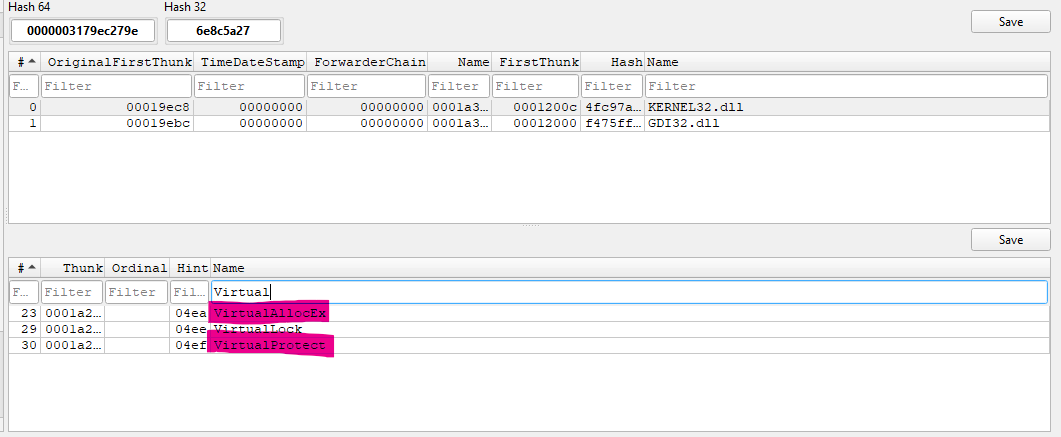 Hash 64 Hash 32
0000003179ec279e 6e8c5a27 Save
# OriginalFirstThunk TimeDateStamp ForwarderChain Name FirstThunk Hash Name
F... Filter Filter Filter Filter Filter Filter Filter
0 00019ec8 00000000 00000000 0001a3... 0001200c 4fc97a... KERNEL32.dll
1 00019ebc 00000000 00000000 0001a3... 00012000 f475ff... GDI32.dll
Save
# Thunk Ordinal Hint Name
F... Filter Filter Fil... Virtual
23 0001a2... 04ea VirtualAllocEx
29 0001a2... 04ee VirtualLock
30 0001a2... 04ef VirtualProtect